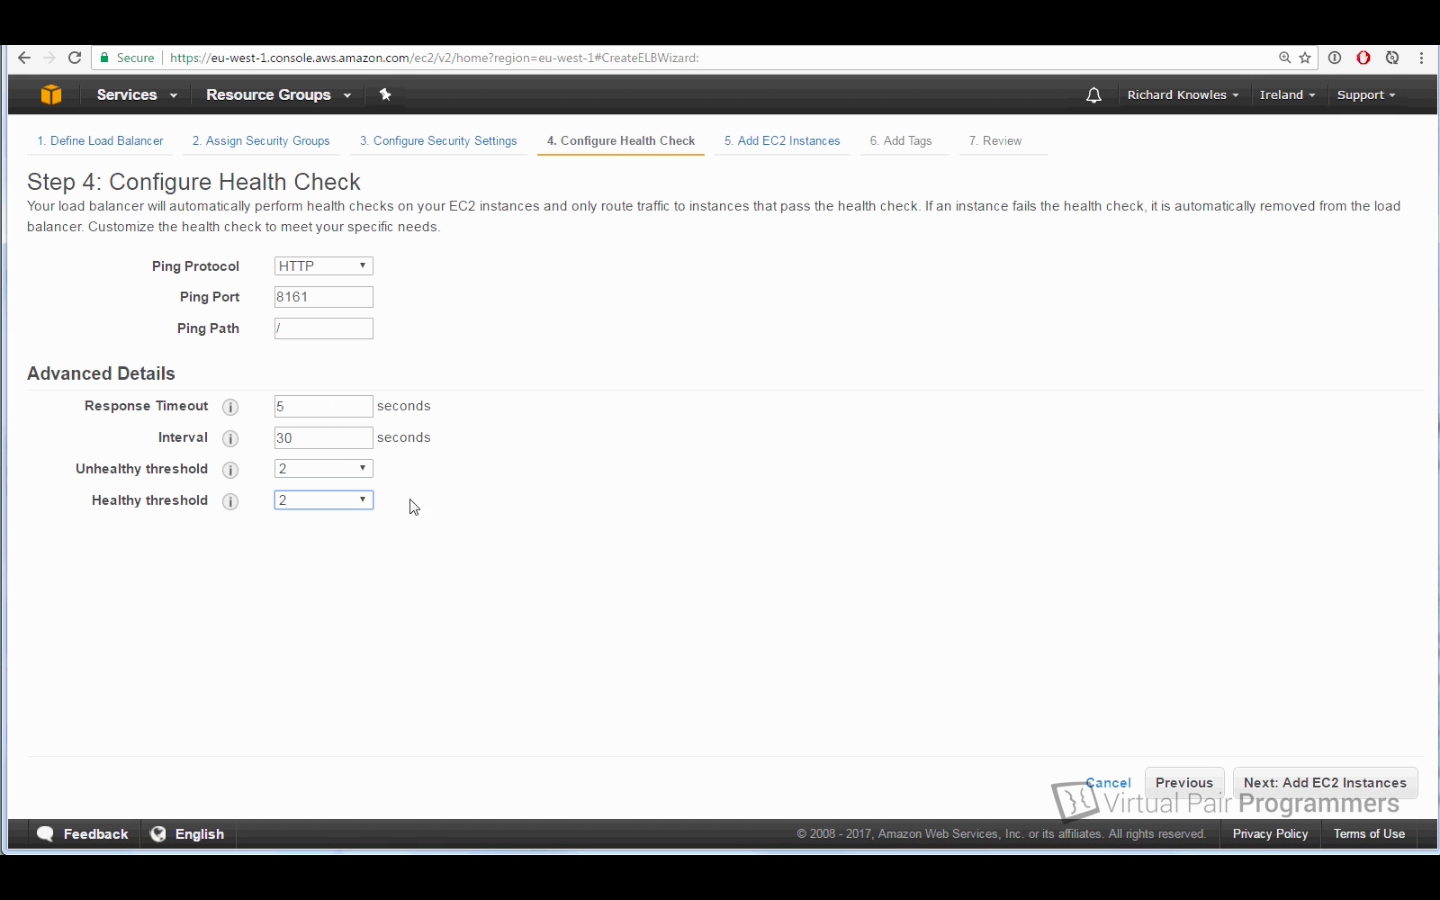 Secure | https://eu-west-1.console.aws.amazon.com/ec2/v2/home?region=eu-west-1#CreateELBWizard:
Services Resource Groups Richard Knowles Ireland Support
1. Define Load Balancer 2. Assign Security Groups 3. Configure Security Settings 4. Configure Health Check 5. Add EC2 Instances 6. Add Tags 7. Review
Step 4: Configure Health Check
Your load balancer will automatically perform health checks on your EC2 instances and only route traffic to instances that pass the health check. If an instance fails the health check, it is automatically removed from the load
balancer. Customize the health check to meet your specific needs.
Ping Protocol HTTP
Ping Port 8161
Ping Path /
Advanced Details
Response Timeout i 5 seconds
Interval i 30 seconds
Unhealthy threshold i 2
Healthy threshold i 2
Cancel Previous Next: Add EC2 Instances
Virtual Pair Programmers
Feedback English © 2008 - 2017, Amazon Web Services, Inc. or its affiliates. All rights reserved. Privacy Policy Terms of Use